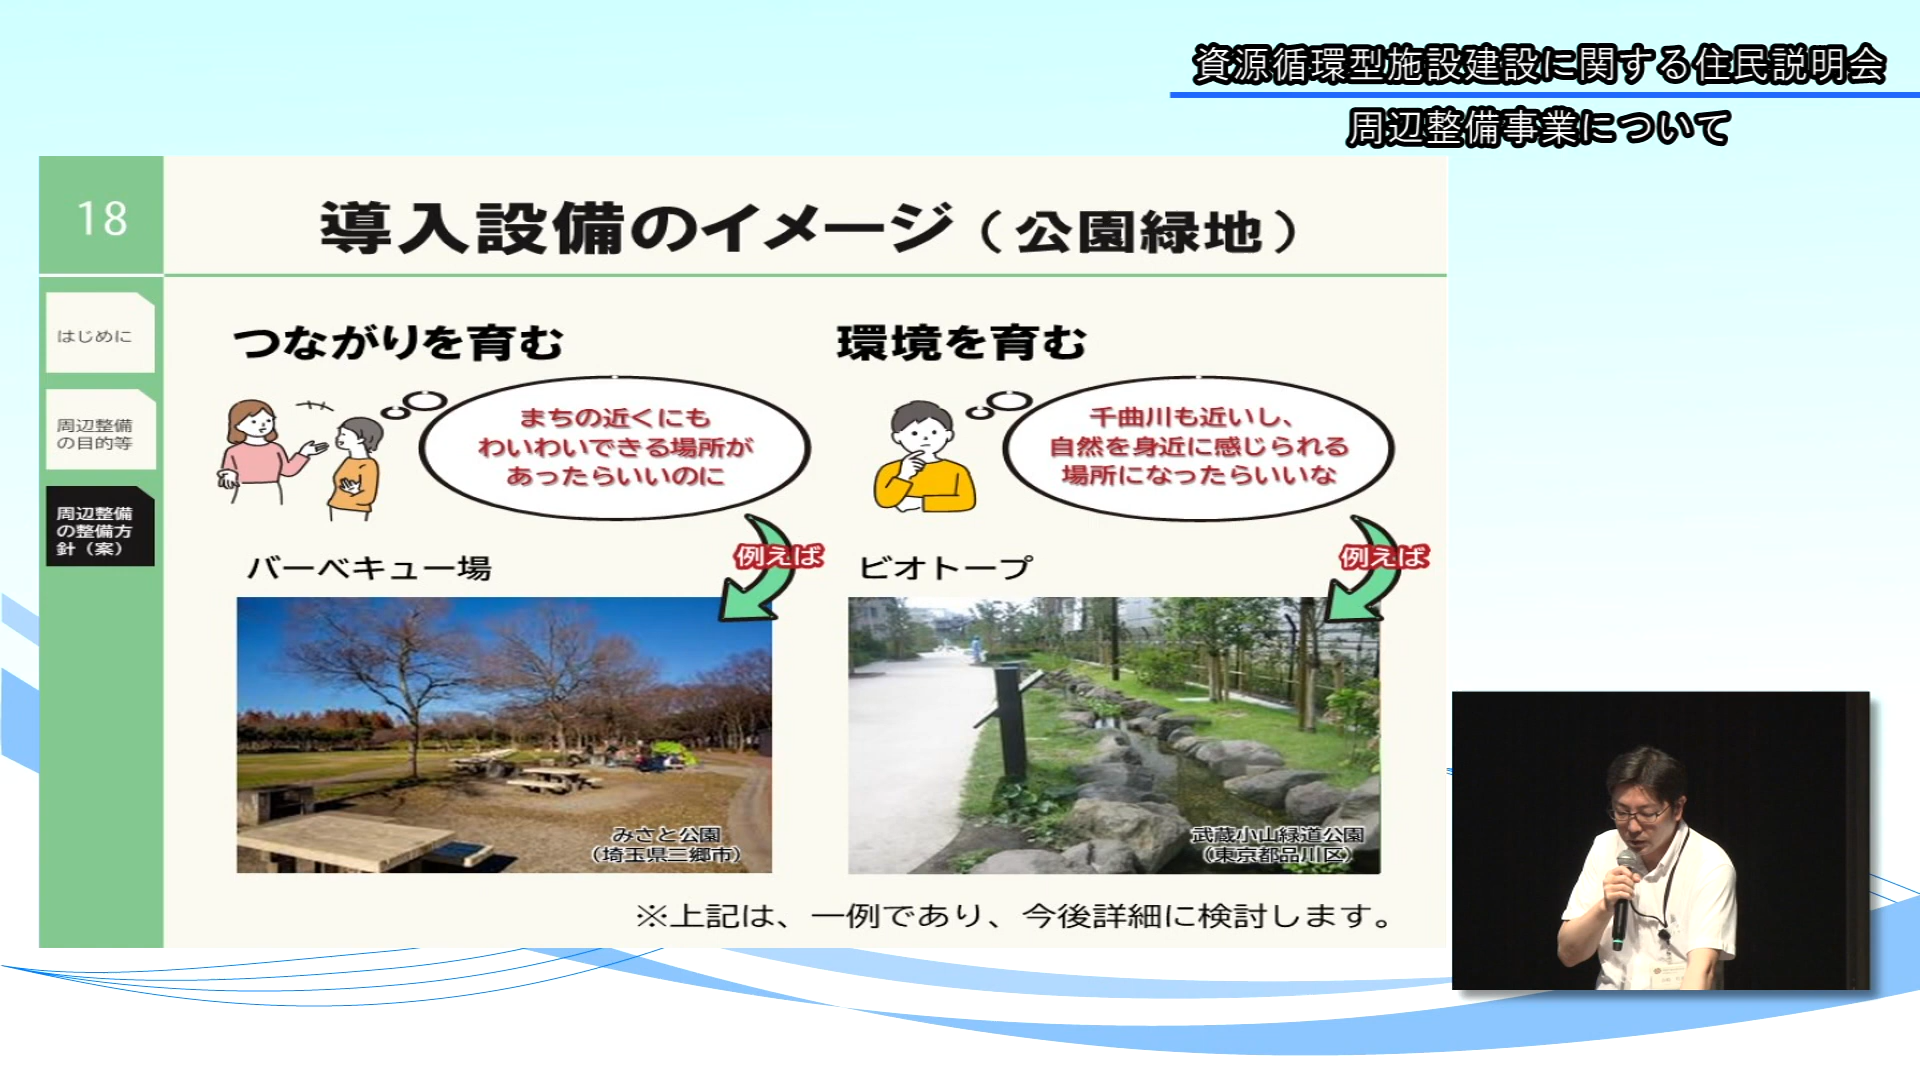 資源循環型施設建設に関する住民説明会
周辺整備事業について
18
導入設備のイメージ（公園緑地）
はじめに
周辺整備
の目的等
周辺整備
の整備方
針（案）
つながりを育む
まちの近くにも
わいわいできる場所が
あったらいいのに
例えば
バーベキュー場
みさと公園
（埼玉県三郷市）
環境を育む
千曲川も近いし、
自然を身近に感じられる
場所になったらいいな
例えば
ビオトープ
武蔵小山緑道公園
（東京都品川区）
※上記は、一例であり、今後詳細に検討します。